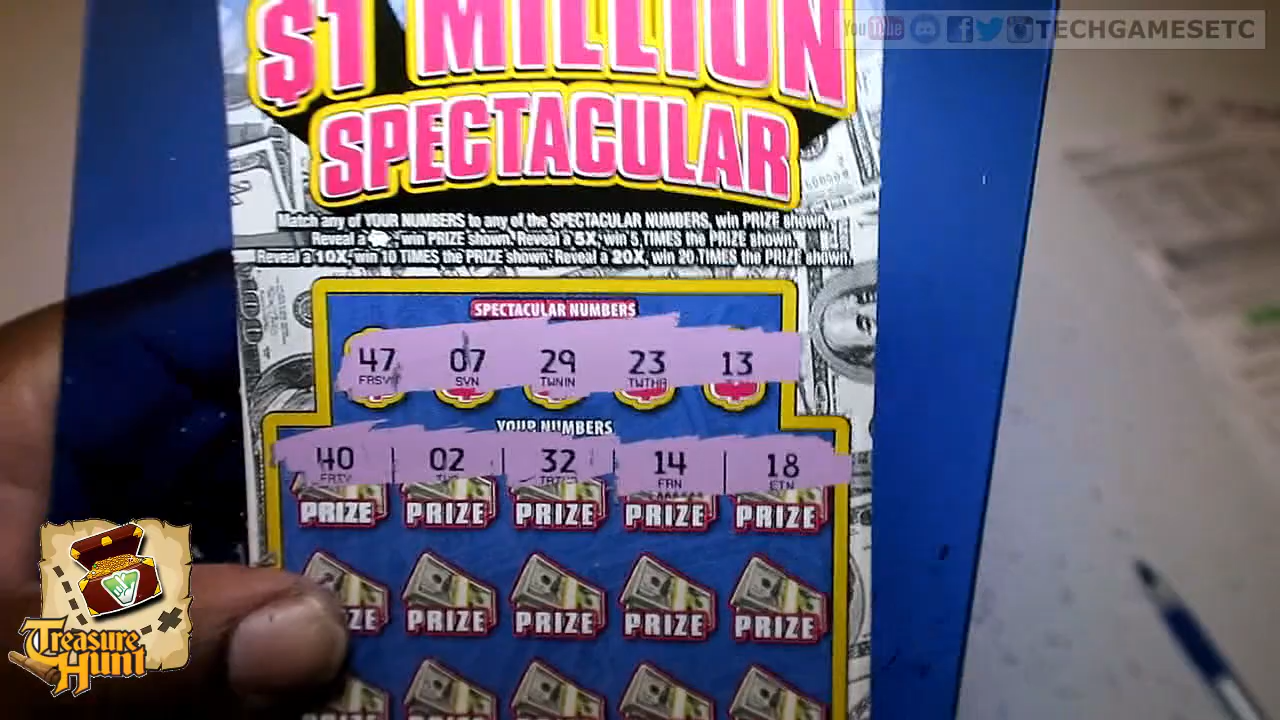 YouTube TECHGAMESETC
$1 MILLION
SPECTACULAR
Match any of YOUR NUMBERS to any of the SPECTACULAR NUMBERS, win PRIZE shown.
Reveal a , win PRIZE shown. Reveal a 5X, win 5 TIMES the PRIZE shown.
Reveal a 10X, win 10 TIMES the PRIZE shown. Reveal a 20X, win 20 TIMES the PRIZE shown.
SPECTACULAR NUMBERS
47 07 29 23 13
FRSV SVN TWNIN TWTHR
YOUR NUMBERS
40 02 32 14 18
FRTY FRN ETN
PRIZE PRIZE PRIZE PRIZE PRIZE
PRIZE PRIZE PRIZE PRIZE
Treasure
Hunt